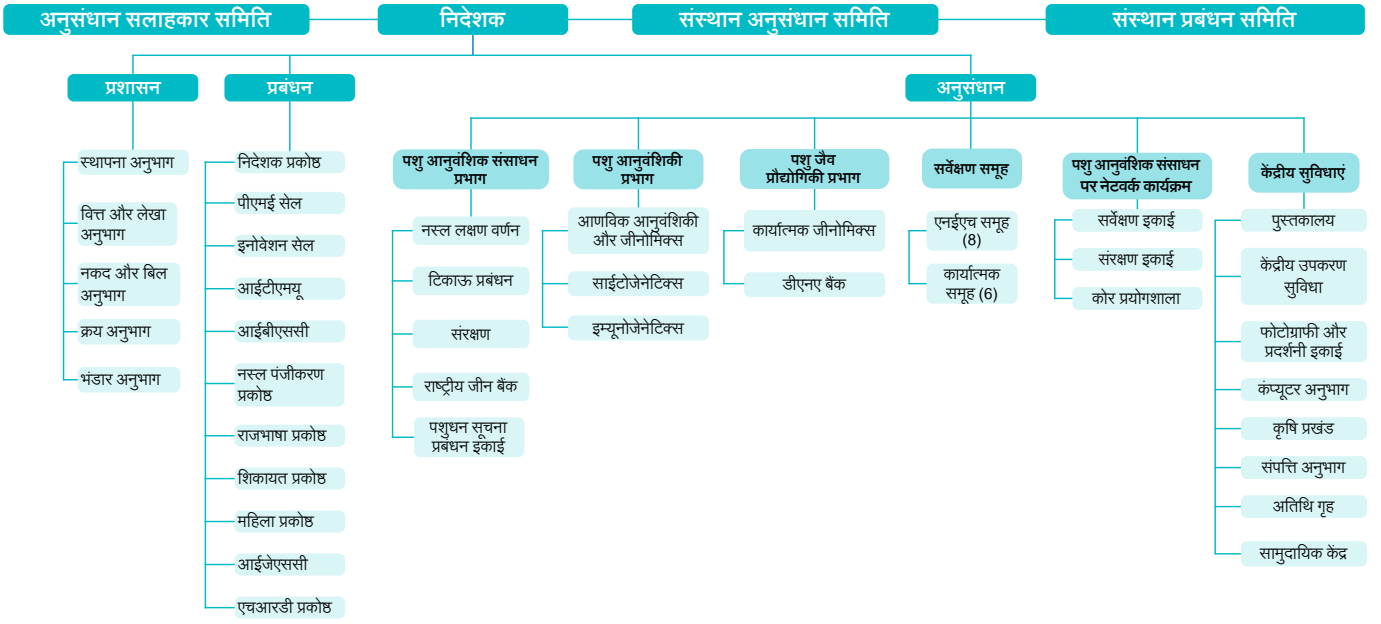 अनुसंधान सलाहकार समिति
निदेशक
संस्थान अनुसंधान समिति
संस्थान प्रबंधन समिति
प्रशासन
प्रबंधन
अनुसंधान
स्थापना अनुभाग
वित्त और लेखा
अनुभाग
नकद और बिल
अनुभाग
क्रय अनुभाग
भंडार अनुभाग
निदेशक प्रकोष्ठ
पीएमई सेल
इनोवेशन सेल
आईटीएमयू
आईबीएससी
नस्ल पंजीकरण
प्रकोष्ठ
राजभाषा प्रकोष्ठ
शिकायत प्रकोष्ठ
महिला प्रकोष्ठ
आईजेएससी
एचआरडी प्रकोष्ठ
पशु आनुवंशिक संसाधन
प्रभाग
नस्ल लक्षण वर्णन
टिकाऊ प्रबंधन
संरक्षण
राष्ट्रीय जीन बैंक
पशुधन सूचना
प्रबंधन इकाई
पशु आनुवंशिकी
प्रभाग
आणविक आनुवंशिकी
और जीनोमिक्स
साईटोजेनेटिक्स
इम्यूनोजेनेटिक्स
पशु जैव
प्रौद्योगिकी प्रभाग
कार्यात्मक जीनोमिक्स
डीएनए बैंक
सर्वेक्षण समूह
एनईएच समूह
(8)
कार्यात्मक
समूह (6)
पशु आनुवंशिक संसाधन
पर नेटवर्क कार्यक्रम
सर्वेक्षण इकाई
संरक्षण इकाई
कोर प्रयोगशाला
केंद्रीय सुविधाएं
पुस्तकालय
केंद्रीय उपकरण
सुविधा
फोटोग्राफी और
प्रदर्शनी इकाई
कंप्यूटर अनुभाग
कृषि प्रखंड
संपत्ति अनुभाग
अतिथि गृह
सामुदायिक केंद्र